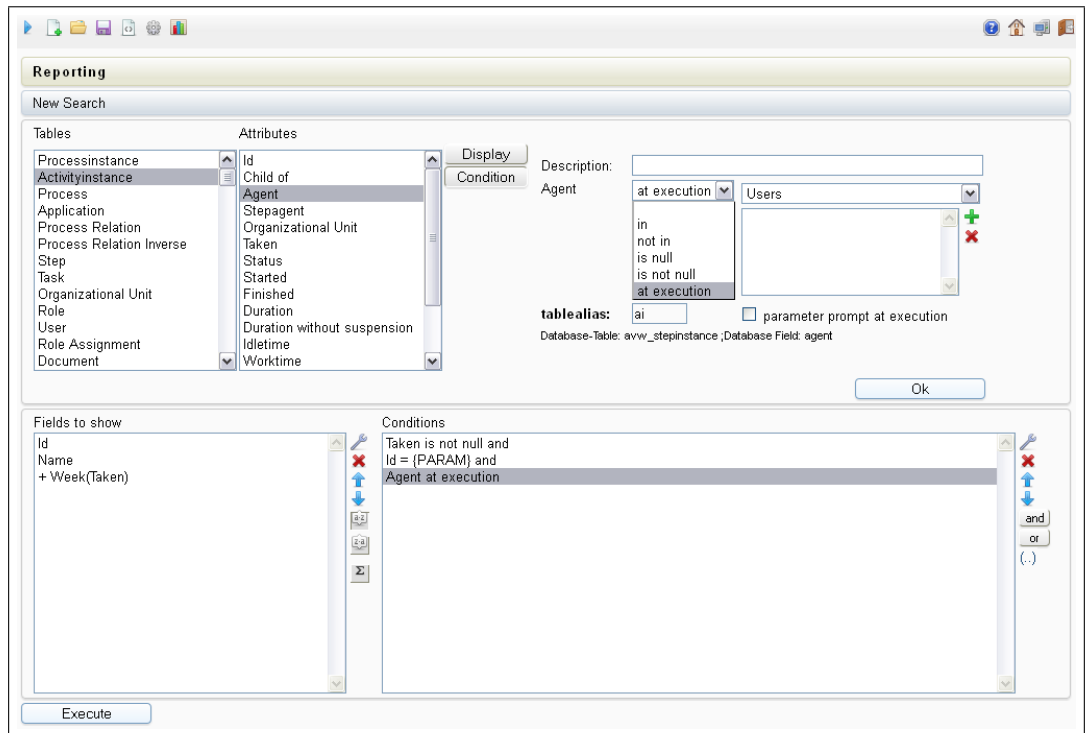 Reporting
New Search
Tables
Attributes
Processinstance
Activityinstance
Process
Application
Process Relation
Process Relation Inverse
Step
Task
Organizational Unit
Role
User
Role Assignment
Document
Id
Child of
Agent
Stepagent
Organizational Unit
Taken
Status
Started
Finished
Duration
Duration without suspension
Idletime
Worktime
Display
Condition
Description:
Agent
at execution
Users
in
not in
is null
is not null
at execution
tablealias:
ai
parameter prompt at execution
Database-Table: avw_stepinstance ;Database Field: agent
Ok
Fields to show
Id
Name
+ Week(Taken)
a-z
z-a
Σ
Conditions
Taken is not null and
Id = {PARAM} and
Agent at execution
and
or
(..)
Execute